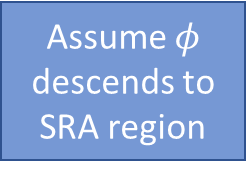 Assume 𝜙
descends to
SRA region